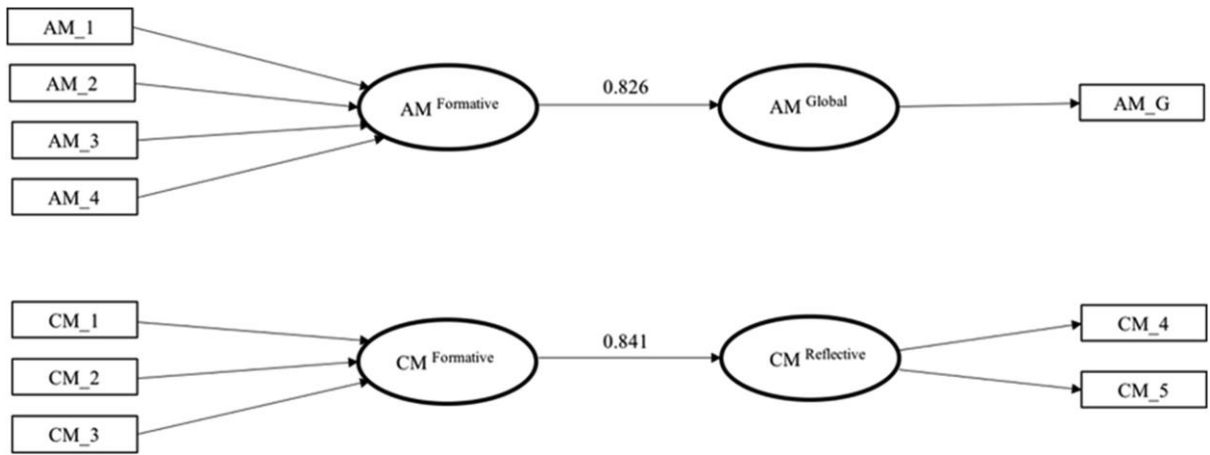 AM_1
AM_2
AM_3
AM_4
AM Formative
0.826
AM Global
AM_G
CM_1
CM_2
CM_3
CM Formative
0.841
CM Reflective
CM_4
CM_5